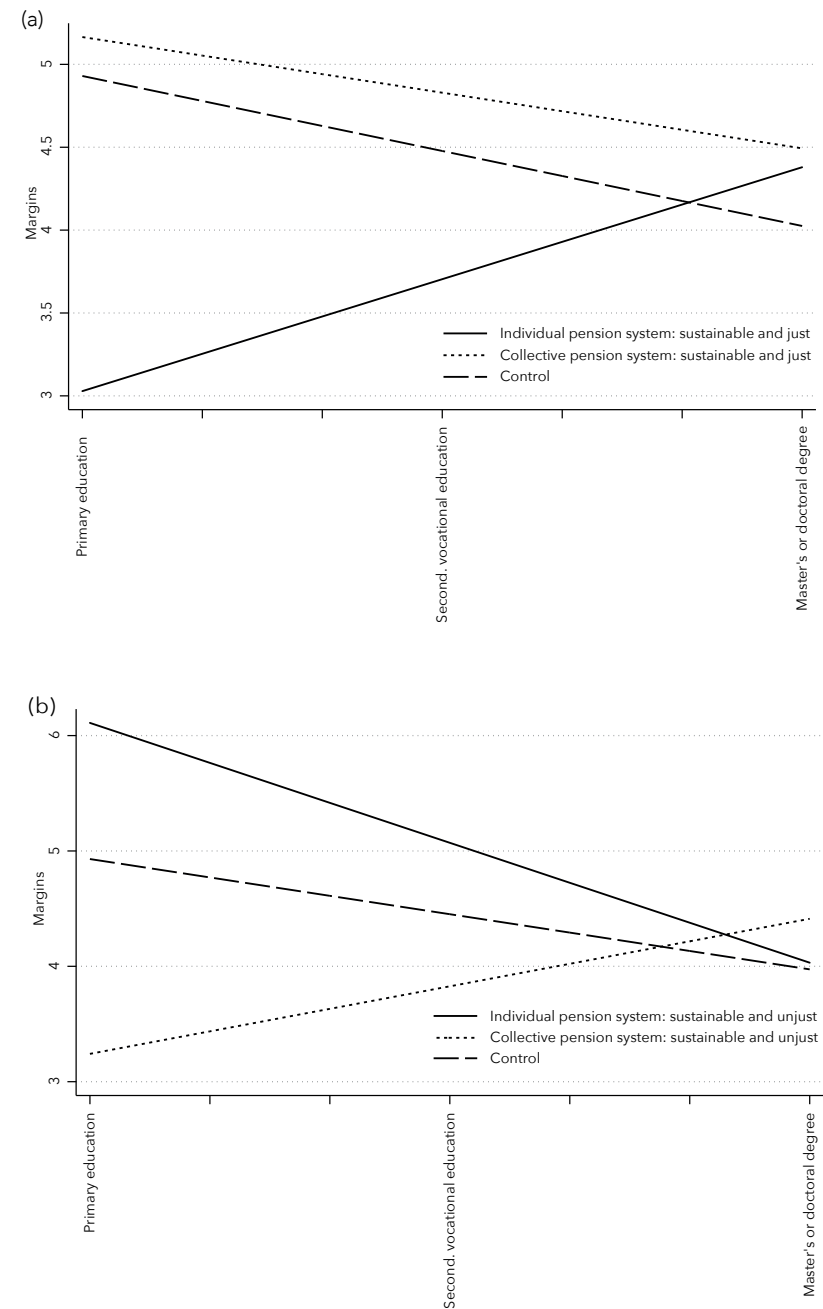 (a)
5
4.5
4
3.5
3
Margins
Individual pension system: sustainable and just
Collective pension system: sustainable and just
Control
Primary education
Second. vocational education
Master's or doctoral degree
(b)
6
5
4
3
Margins
Individual pension system: sustainable and unjust
Collective pension system: sustainable and unjust
Control
Primary education
Second. vocational education
Master's or doctoral degree